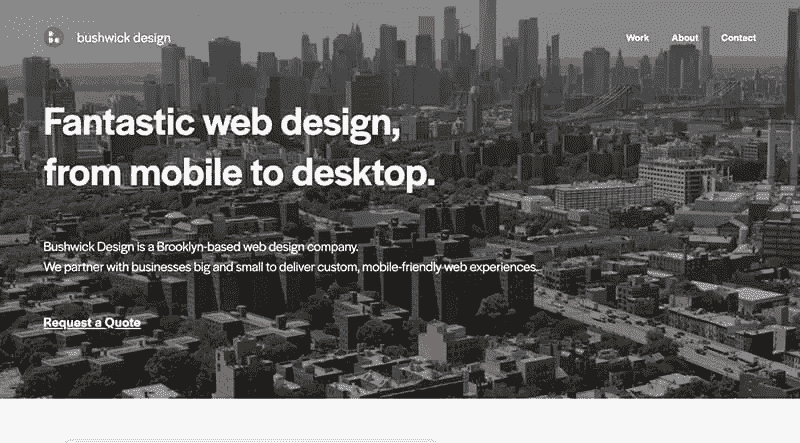 bushwick design
Work About Contact
Fantastic web design,
from mobile to desktop.
Bushwick Design is a Brooklyn-based web design company.
We partner with businesses big and small to deliver custom, mobile-friendly web experiences.
Request a Quote